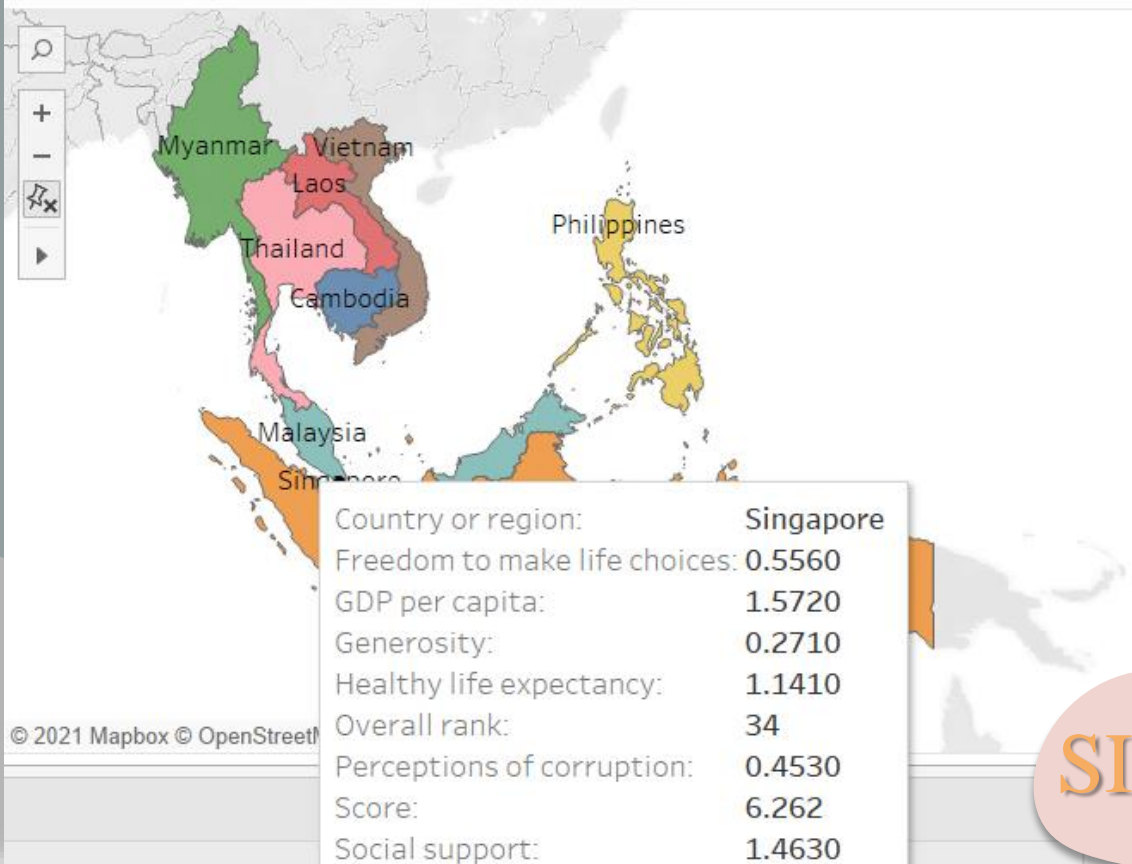 Myanmar
Vietnam
Laos
Thailand
Cambodia
Philippines
Malaysia
Country or region: Singapore
Freedom to make life choices: 0.5560
GDP per capita: 1.5720
Generosity: 0.2710
Healthy life expectancy: 1.1410
Overall rank: 34
Perceptions of corruption: 0.4530
Score: 6.262
Social support: 1.4630
© 2021 Mapbox ©
SI